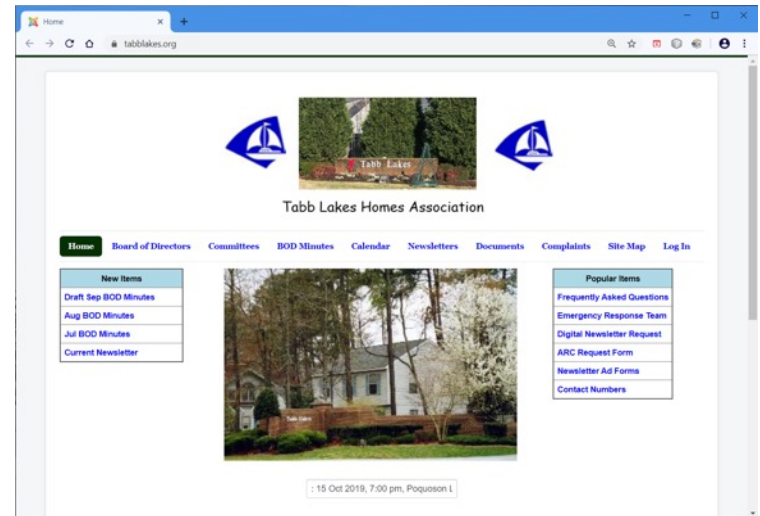 Home
tabblakes.org
Tabb Lakes
Tabb Lakes Homes Association
Home Board of Directors Committees BOD Minutes Calendar Newsletters Documents Complaints Site Map Log In
New Items
Draft Sep BOD Minutes
Aug BOD Minutes
Jul BOD Minutes
Current Newsletter
Popular Items
Frequently Asked Questions
Emergency Response Team
Digital Newsletter Request
ARC Request Form
Newsletter Ad Forms
Contact Numbers
Tabb Lakes
: 15 Oct 2019, 7:00 pm, Poquoson L